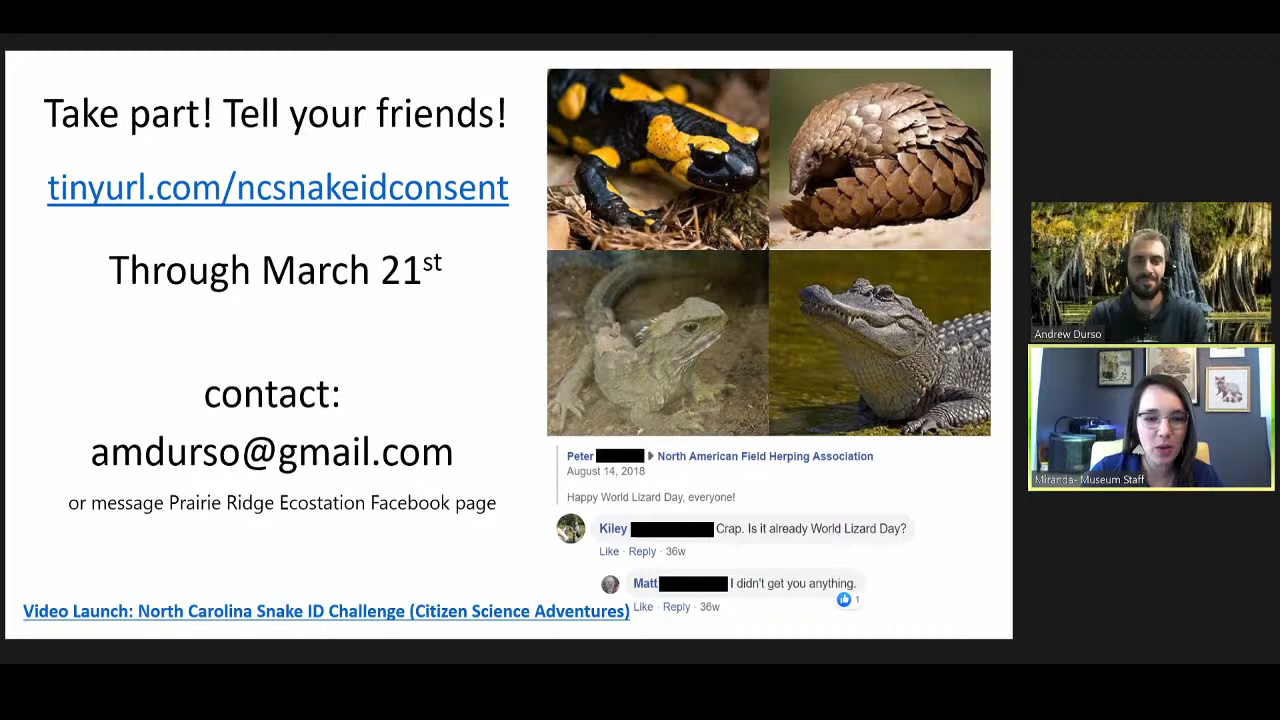 Take part! Tell your friends!
tinyurl.com/ncsnakeidconsent
Through March 21st
contact:
amdurso@gmail.com
or message Prairie Ridge Ecostation Facebook page
Video Launch: North Carolina Snake ID Challenge (Citizen Science Adventures)
Peter North American Field Herping Association
August 14, 2018
Happy World Lizard Day, everyone!
Kiley Crap. Is it already World Lizard Day?
Like · Reply · 36w
Matt I didn't get you anything.
Like · Reply · 36w
1
Andrew Durso
Miranda- Museum Staff